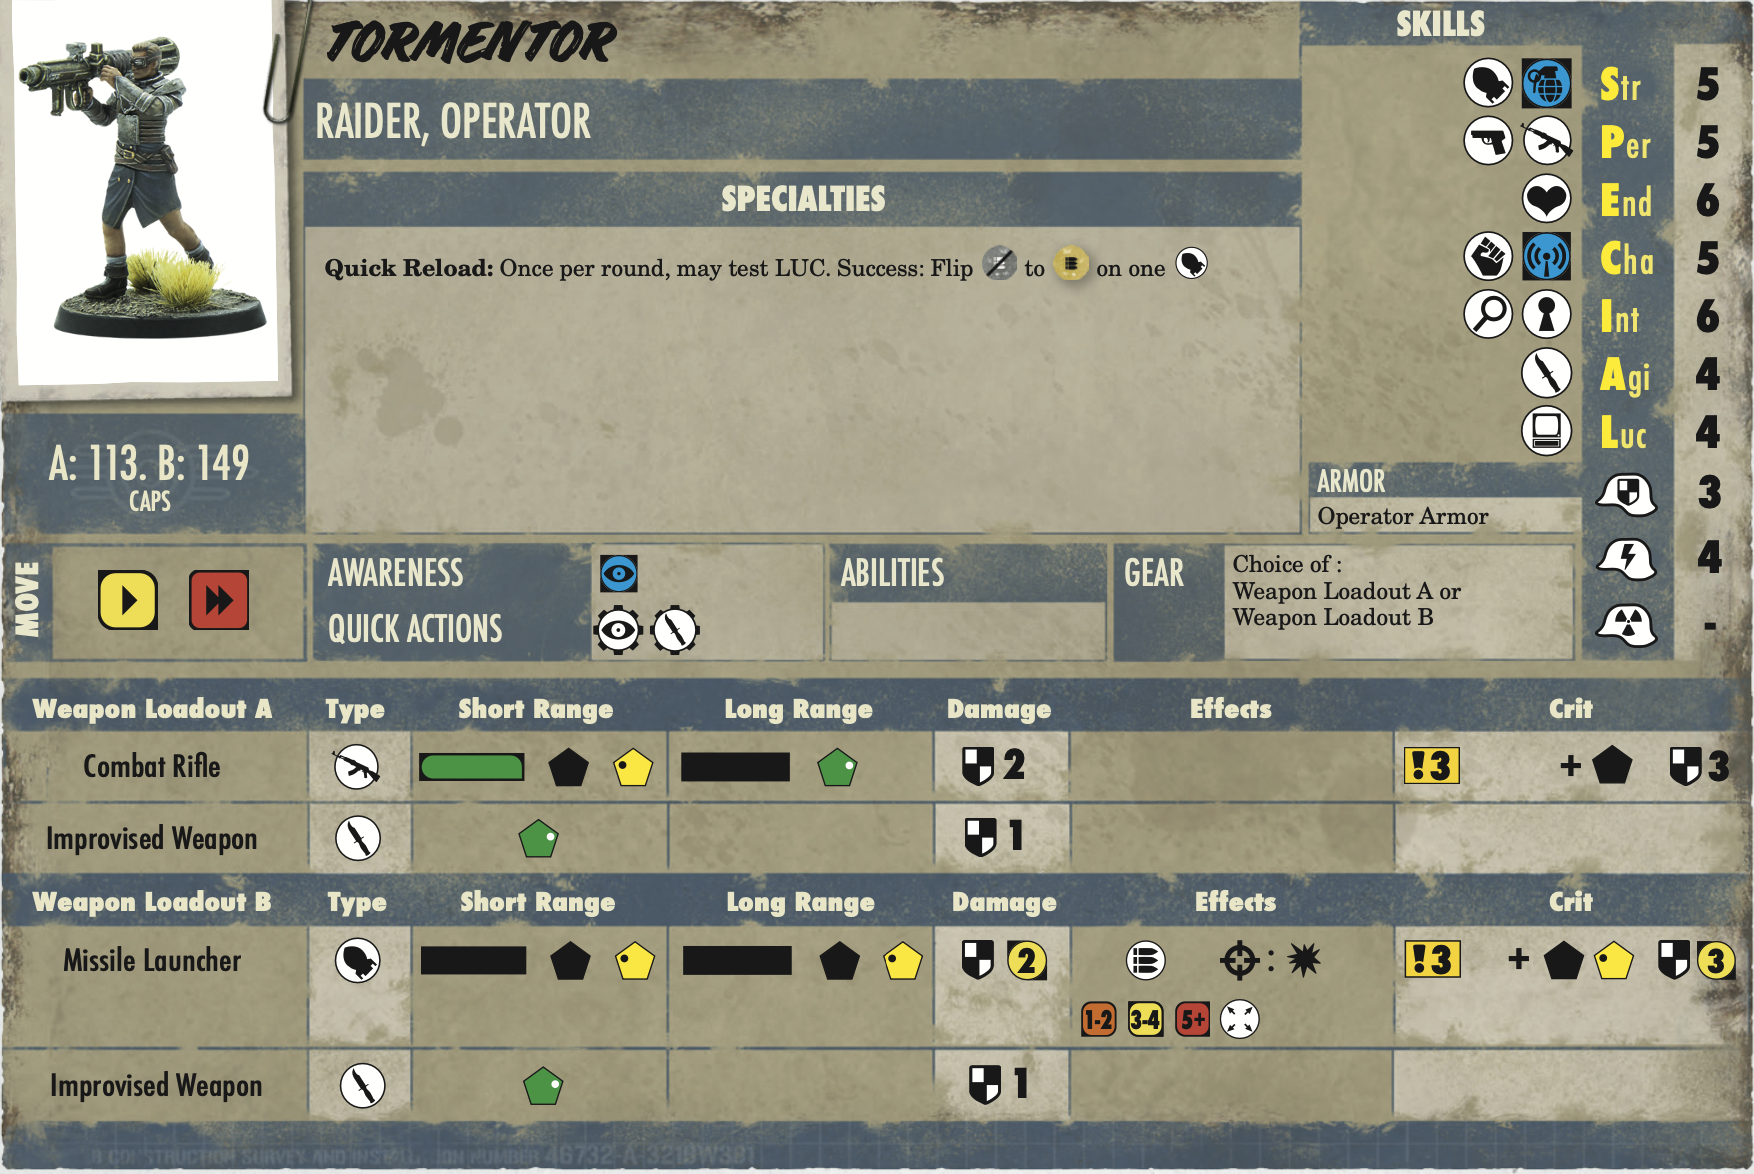 TORMENTOR
RAIDER, OPERATOR
SPECIALTIES
Quick Reload: Once per round, may test LUC. Success: Flip to on one
SKILLS
Str 5
Per 5
End 6
Cha 5
Int 6
Agi 4
Luc 4
3
4
-
ARMOR
Operator Armor
A: 113. B: 149
CAPS
MOVE
AWARENESS
QUICK ACTIONS
ABILITIES
GEAR
Choice of :
Weapon Loadout A or
Weapon Loadout B
Weapon Loadout A Type Short Range Long Range Damage Effects Crit
Combat Rifle 2 !3 + 3
Improvised Weapon 1
Weapon Loadout B Type Short Range Long Range Damage Effects Crit
Missile Launcher 2 : !3 + 3
1-2 3-4 5+
Improvised Weapon 1